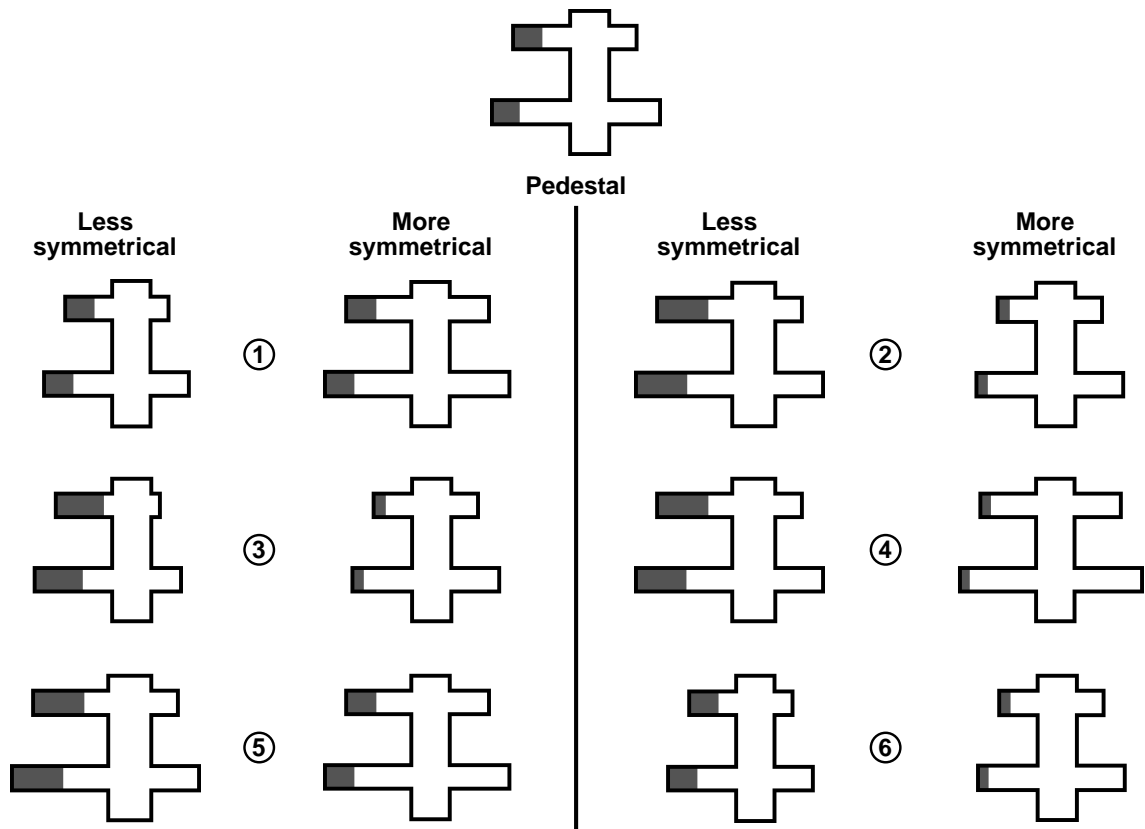 Pedestal
Less
symmetrical
More
symmetrical
Less
symmetrical
More
symmetrical
1
2
3
4
5
6